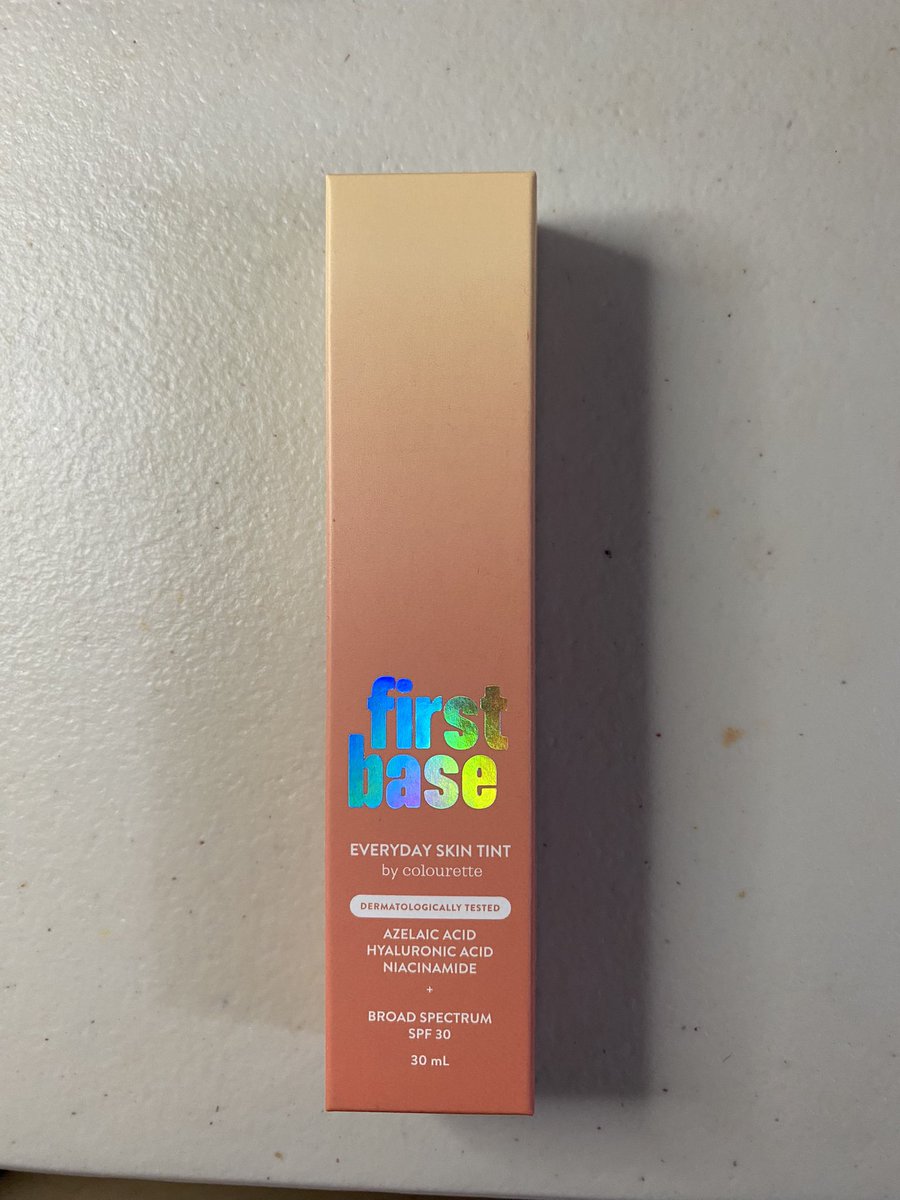 first
base
EVERYDAY SKIN TINT
by colourette
DERMATOLOGICALLY TESTED
AZELAIC ACID
HYALURONIC ACID
NIACINAMIDE
+
BROAD SPECTRUM
SPF 30
30 mL